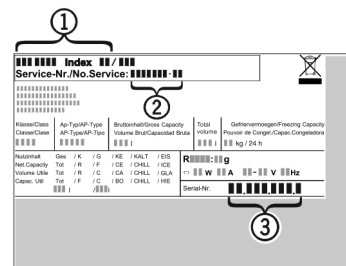 1
Index /
Service-Nr./No.Service: -
2
Klasse/Class Ap-Typ/AP-Type Bruttoinhalt/Gross Capacity Total Gefriervermoegen/Freezing Capacity
Classe/Clase AP-Type/AP-Tipo Volume Brut/Capacidad Bruta volume Pouvoir de Congel./Capac.Congeladora
l l kg / 24 h
Nutzinhalt Ges / K / G / KE / KALT / EIS
Net.Capacity Tot / R / F / CE / CHILL / ICE
Volume Utile Tot / R / C / CA / CHILL / GLA
Capac. Util Tot / F / C / BO / CHILL / HIE
l / l
R : g
W A - V Hz
Serial-Nr. . . .
3